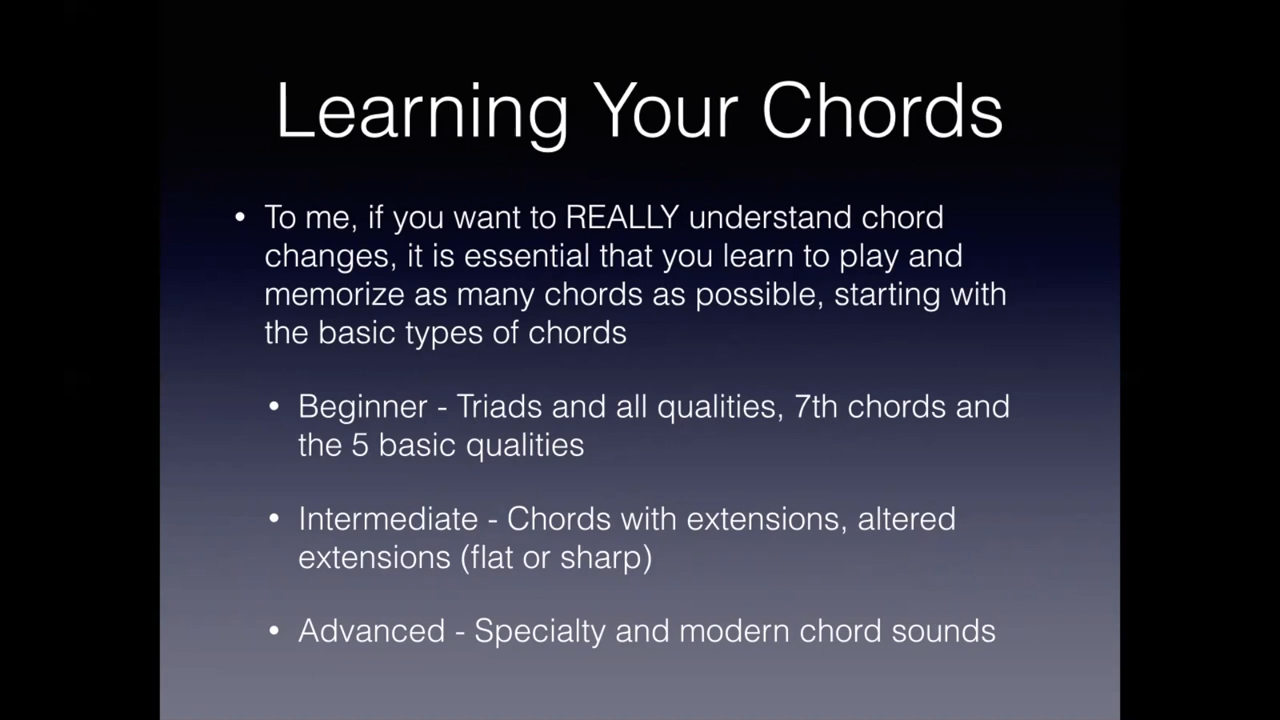 Learning Your Chords
• To me, if you want to REALLY understand chord
changes, it is essential that you learn to play and
memorize as many chords as possible, starting with
the basic types of chords
• Beginner - Triads and all qualities, 7th chords and
the 5 basic qualities
• Intermediate - Chords with extensions, altered
extensions (flat or sharp)
• Advanced - Specialty and modern chord sounds